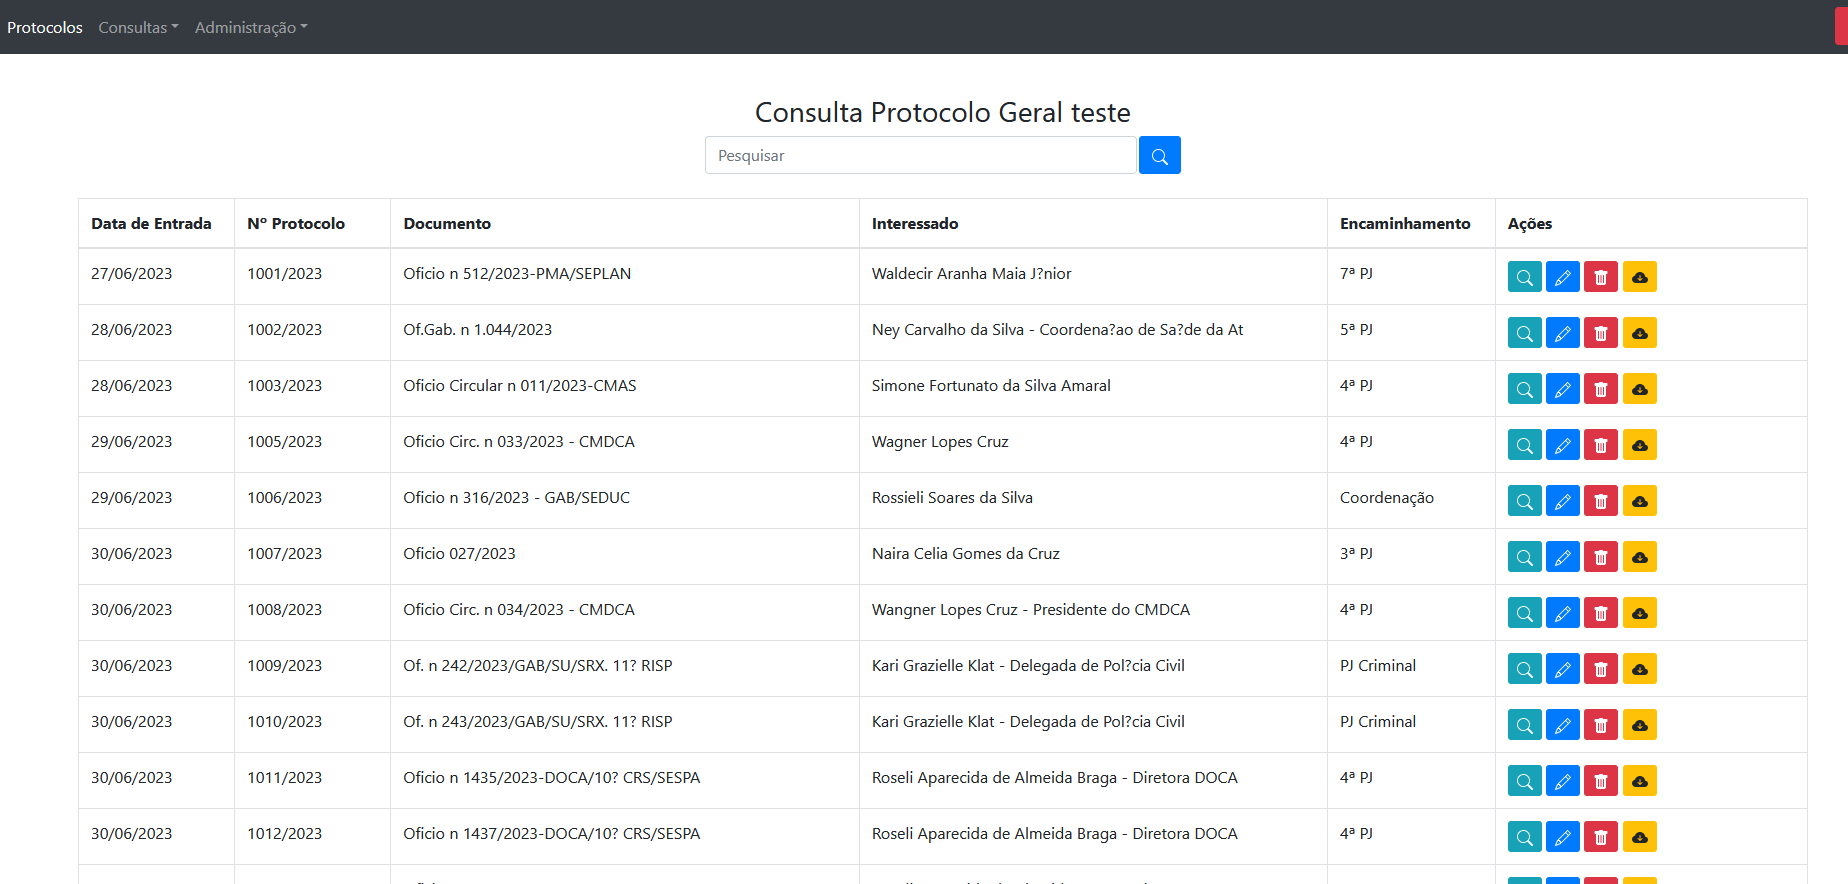 Protocolos Consultas Administração
Consulta Protocolo Geral teste
Pesquisar
Data de Entrada Nº Protocolo Documento Interessado Encaminhamento Ações
27/06/2023 1001/2023 Oficio n 512/2023-PMA/SEPLAN Waldecir Aranha Maia J?nior 7ª PJ
28/06/2023 1002/2023 Of.Gab. n 1.044/2023 Ney Carvalho da Silva - Coordena?ao de Sa?de da At 5ª PJ
28/06/2023 1003/2023 Oficio Circular n 011/2023-CMAS Simone Fortunato da Silva Amaral 4ª PJ
29/06/2023 1005/2023 Oficio Circ. n 033/2023 - CMDCA Wagner Lopes Cruz 4ª PJ
29/06/2023 1006/2023 Oficio n 316/2023 - GAB/SEDUC Rossieli Soares da Silva Coordenação
30/06/2023 1007/2023 Oficio 027/2023 Naira Celia Gomes da Cruz 3ª PJ
30/06/2023 1008/2023 Oficio Circ. n 034/2023 - CMDCA Wangner Lopes Cruz - Presidente do CMDCA 4ª PJ
30/06/2023 1009/2023 Of. n 242/2023/GAB/SU/SRX. 11? RISP Kari Grazielle Klat - Delegada de Pol?cia Civil PJ Criminal
30/06/2023 1010/2023 Of. n 243/2023/GAB/SU/SRX. 11? RISP Kari Grazielle Klat - Delegada de Pol?cia Civil PJ Criminal
30/06/2023 1011/2023 Oficio n 1435/2023-DOCA/10? CRS/SESPA Roseli Aparecida de Almeida Braga - Diretora DOCA 4ª PJ
30/06/2023 1012/2023 Oficio n 1437/2023-DOCA/10? CRS/SESPA Roseli Aparecida de Almeida Braga - Diretora DOCA 4ª PJ